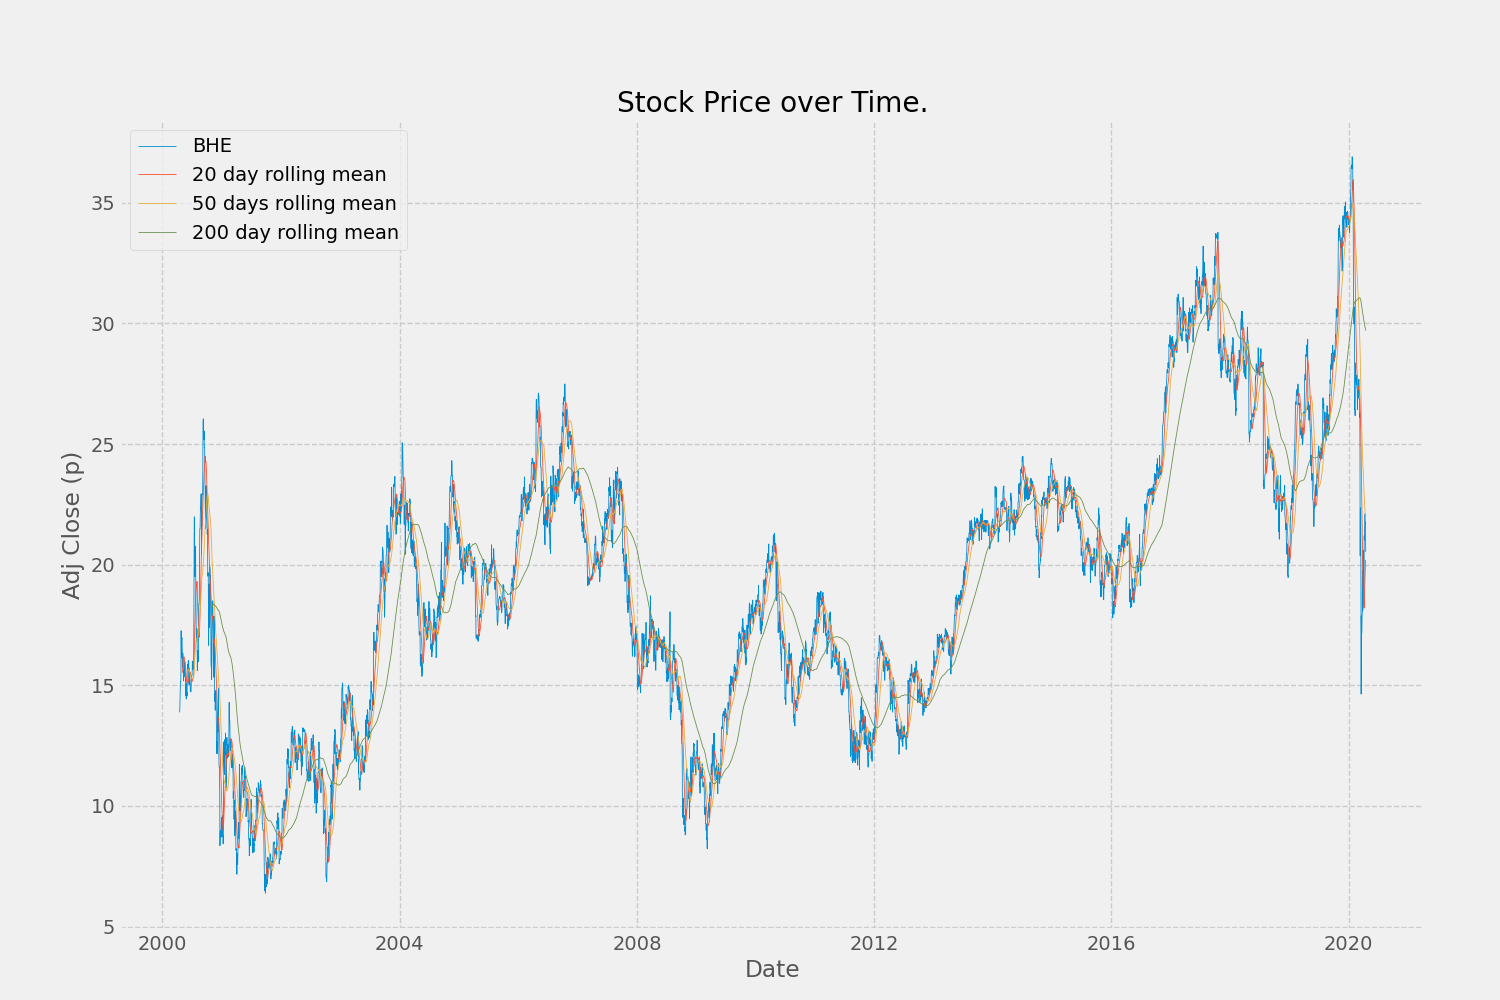 Stock Price over Time.
BHE
20 day rolling mean
50 days rolling mean
200 day rolling mean
Adj Close (p)
35
30
25
20
15
10
5
2000 2004 2008 2012 2016 2020
Date